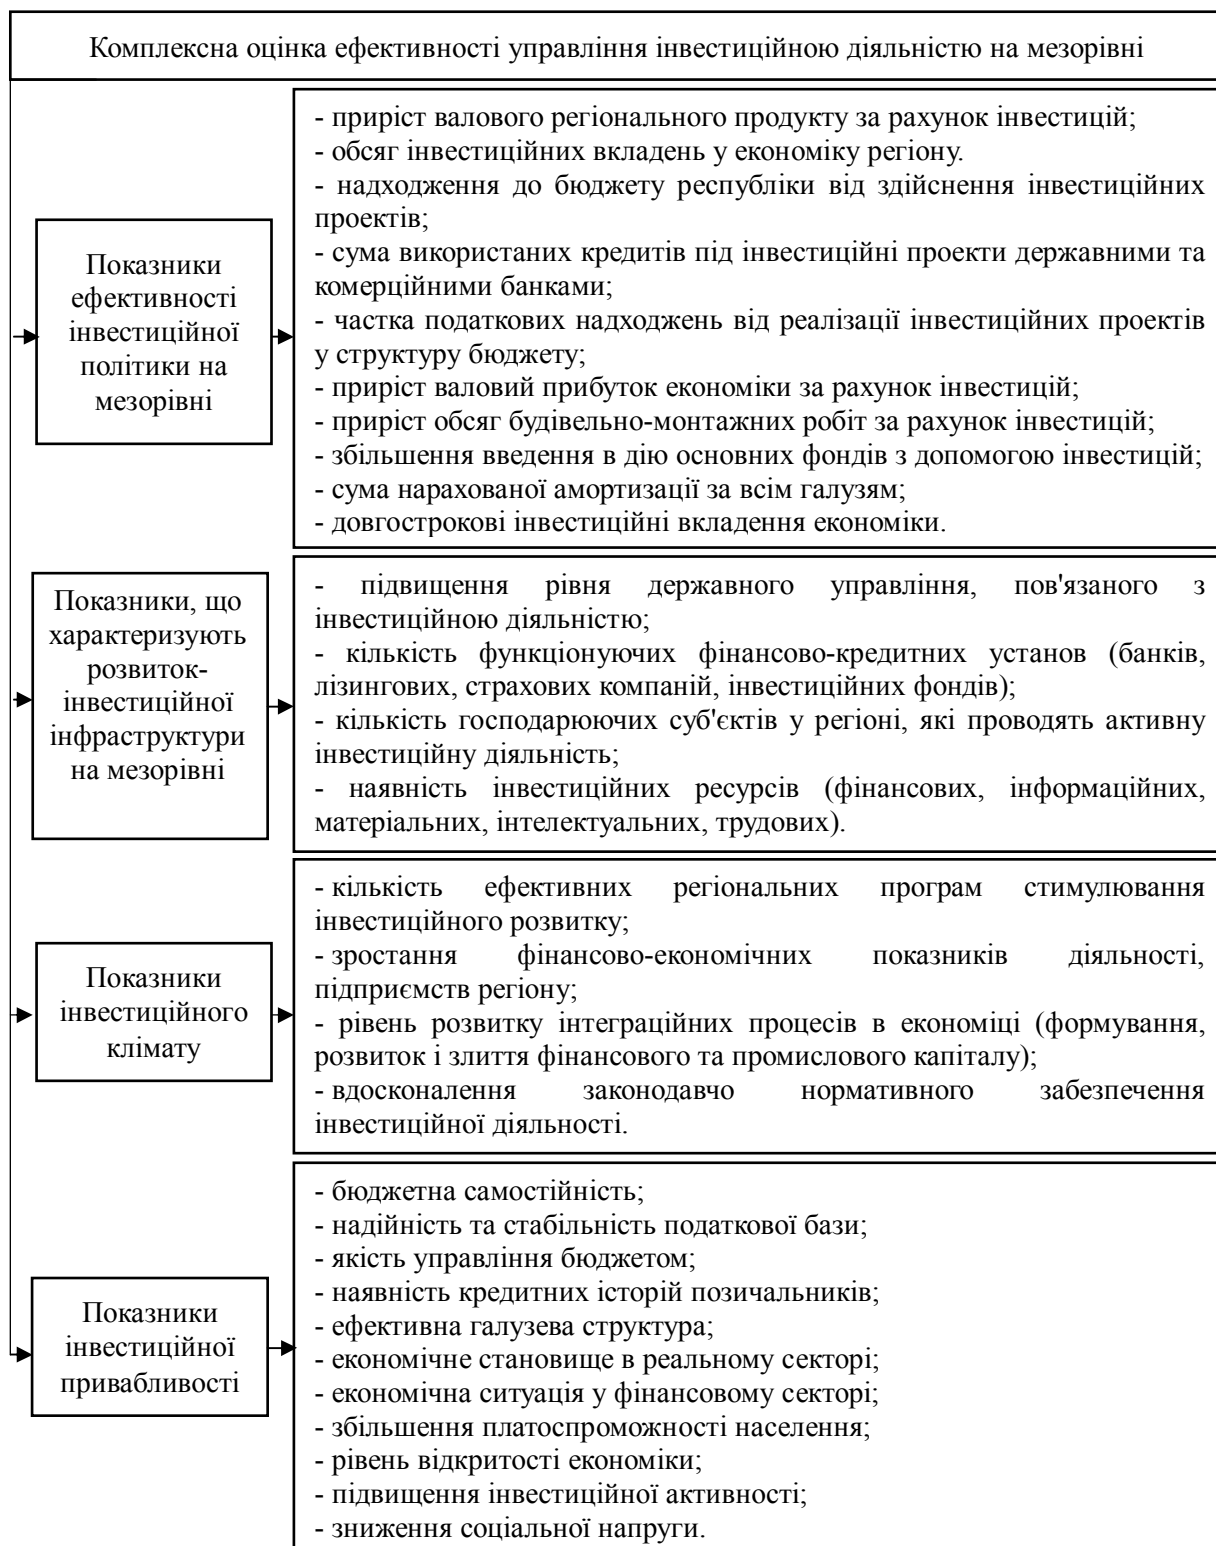 Комплексна оцінка ефективності управління інвестиційною діяльністю на мезорівні
Показники
ефективності
інвестиційної
політики на
мезорівні
- приріст валового регіонального продукту за рахунок інвестицій;
- обсяг інвестиційних вкладень у економіку регіону.
- надходження до бюджету республіки від здійснення інвестиційних
проектів;
- сума використаних кредитів під інвестиційні проекти державними та
комерційними банками;
- частка податкових надходжень від реалізації інвестиційних проектів
у структуру бюджету;
- приріст валовий прибуток економіки за рахунок інвестицій;
- приріст обсяг будівельно-монтажних робіт за рахунок інвестицій;
- збільшення введення в дію основних фондів з допомогою інвестицій;
- сума нарахованої амортизації за всім галузям;
- довгострокові інвестиційні вкладення економіки.
Показники, що
характеризують
розвиток-
інвестиційної
інфраструктури
на мезорівні
- підвищення рівня державного управління, пов'язаного з
інвестиційною діяльністю;
- кількість функціонуючих фінансово-кредитних установ (банків,
лізингових, страхових компаній, інвестиційних фондів);
- кількість господарюючих суб'єктів у регіоні, які проводять активну
інвестиційну діяльність;
- наявність інвестиційних ресурсів (фінансових, інформаційних,
матеріальних, інтелектуальних, трудових).
Показники
інвестиційного
клімату
- кількість ефективних регіональних програм стимулювання
інвестиційного розвитку;
- зростання фінансово-економічних показників діяльності,
підприємств регіону;
- рівень розвитку інтеграційних процесів в економіці (формування,
розвиток і злиття фінансового та промислового капіталу);
- вдосконалення законодавчо нормативного забезпечення
інвестиційної діяльності.
Показники
інвестиційної
привабливості
- бюджетна самостійність;
- надійність та стабільність податкової бази;
- якість управління бюджетом;
- наявність кредитних історій позичальників;
- ефективна галузева структура;
- економічне становище в реальному секторі;
- економічна ситуація у фінансовому секторі;
- збільшення платоспроможності населення;
- рівень відкритості економіки;
- підвищення інвестиційної активності;
- зниження соціальної напруги.